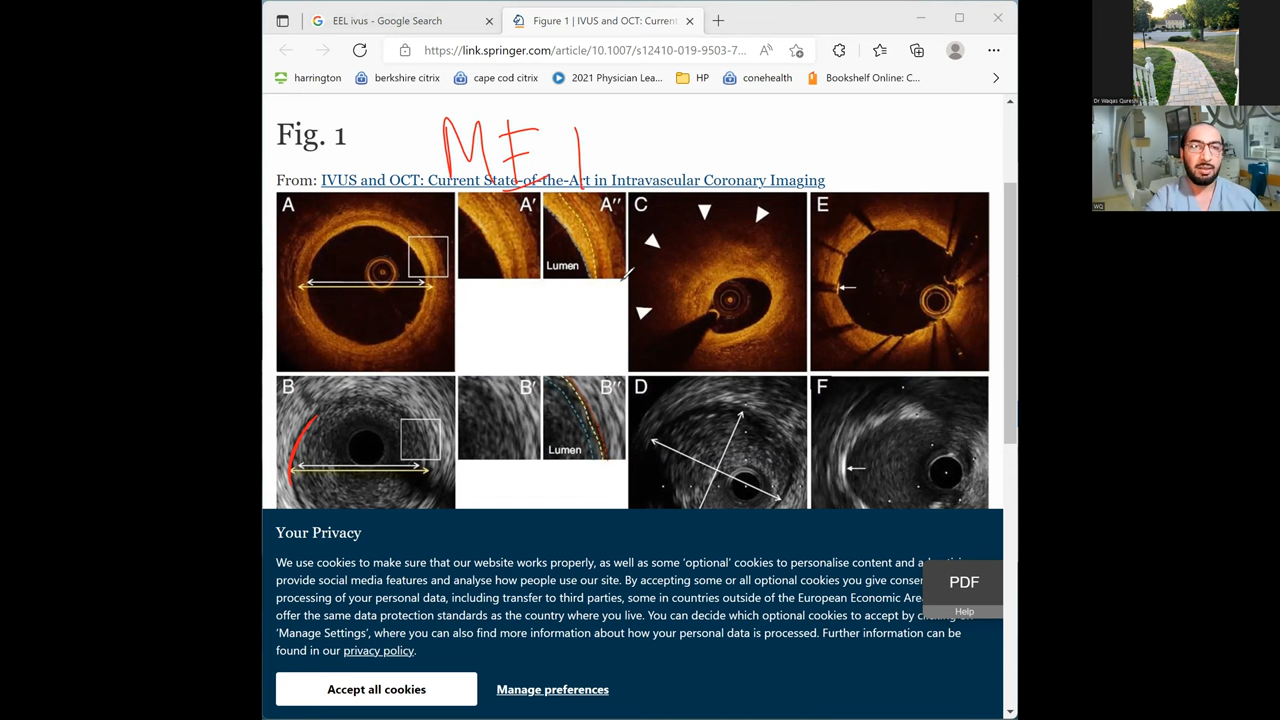 EEL ivus - Google Search
Figure 1 | IVUS and OCT: Current
https://link.springer.com/article/10.1007/s12410-019-9503-7...
harrington
berkshire citrix
cape cod citrix
2021 Physician Lea...
HP
conehealth
Bookshelf Online: C...
Fig. 1
From: IVUS and OCT: Current State-of-the-Art in Intravascular Coronary Imaging
A
A'
A''
Lumen
C
E
B
B'
B''
Lumen
D
F
Your Privacy
We use cookies to make sure that our website works properly, as well as some 'optional' cookies to personalise content and
provide social media features and analyse how people use our site. By accepting some or all optional cookies you give
processing of your personal data, including transfer to third parties, some in countries outside of the European Economic
offer the same data protection standards as the country where you live. You can decide which optional cookies to accept by
'Manage Settings', where you can also find more information about how your personal data is processed. Further information can be
found in our privacy policy.
Accept all cookies
Manage preferences
PDF
Help
Dr Waqas Qureshi
WQ